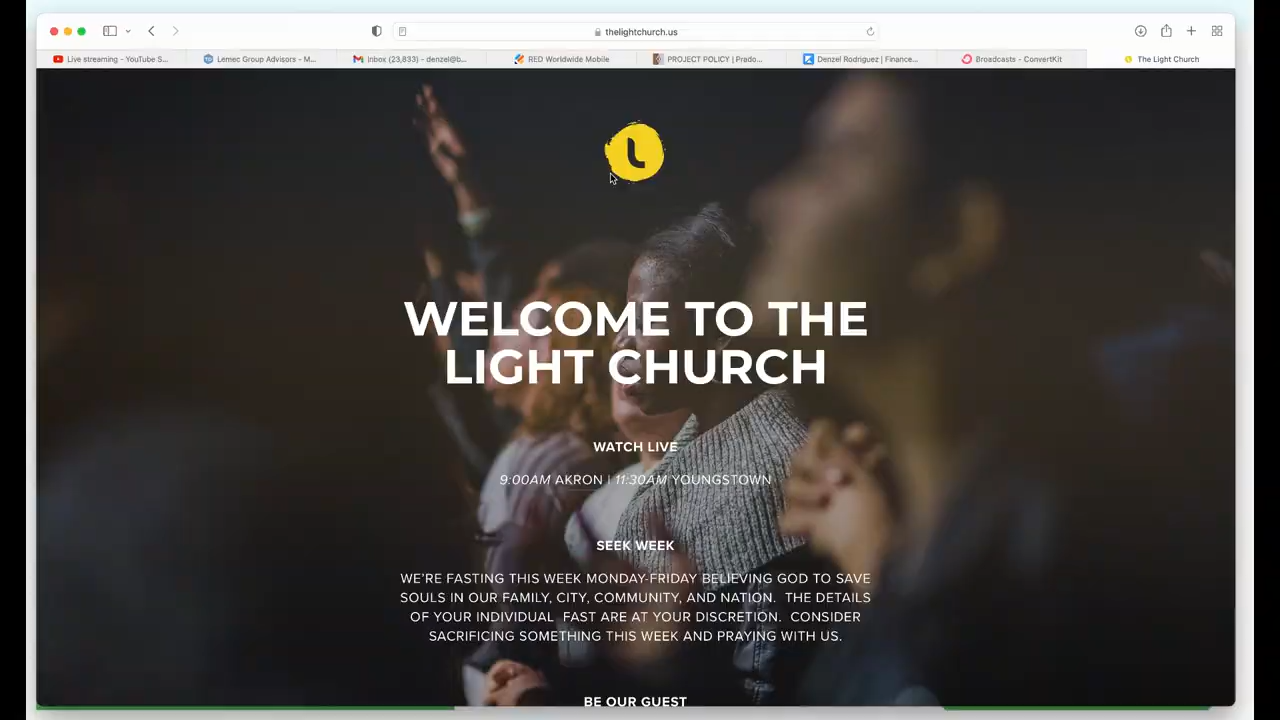 thelightchurch.us
Live streaming - YouTube S...
Lemec Group Advisors - M...
Inbox (23,833) - denzel@b...
RED Worldwide Mobile
PROJECT POLICY | Prado...
Denzel Rodriguez | Finance...
Broadcasts - ConvertKit
The Light Church
WELCOME TO THE
LIGHT CHURCH
WATCH LIVE
9:00AM AKRON | 11:30AM YOUNGSTOWN
SEEK WEEK
WE'RE FASTING THIS WEEK MONDAY-FRIDAY BELIEVING GOD TO SAVE
SOULS IN OUR FAMILY, CITY, COMMUNITY, AND NATION. THE DETAILS
OF YOUR INDIVIDUAL FAST ARE AT YOUR DISCRETION. CONSIDER
SACRIFICING SOMETHING THIS WEEK AND PRAYING WITH US.
BE OUR GUEST